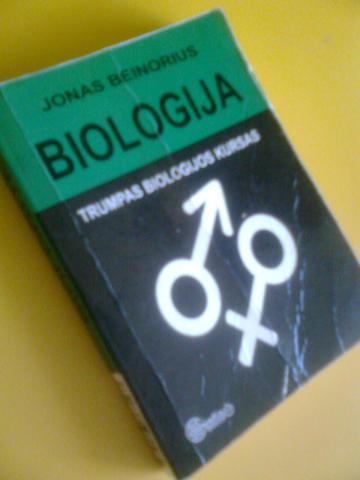 JONAS BEINORIUS
BIOLOGIJA
TRUMPAS BIOLOGIJOS KURSAS